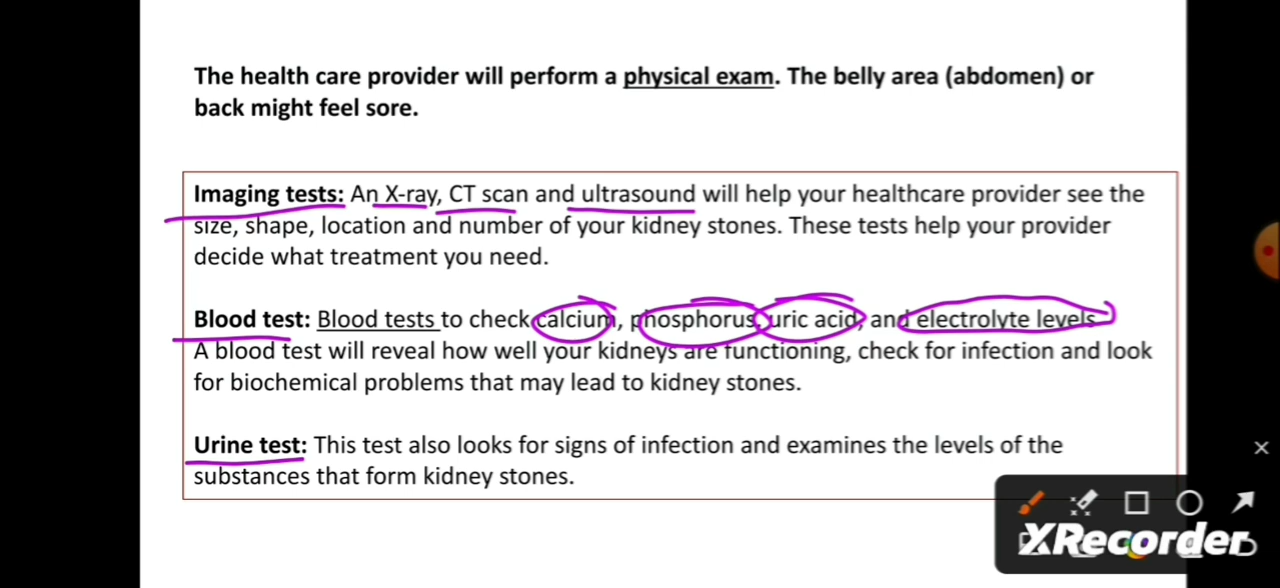 The health care provider will perform a physical exam. The belly area (abdomen) or
back might feel sore.
Imaging tests: An X-ray, CT scan and ultrasound will help your healthcare provider see the
size, shape, location and number of your kidney stones. These tests help your provider
decide what treatment you need.
Blood test: Blood tests to check calcium, phosphorus, uric acid, and electrolyte levels.
A blood test will reveal how well your kidneys are functioning, check for infection and look
for biochemical problems that may lead to kidney stones.
Urine test: This test also looks for signs of infection and examines the levels of the
substances that form kidney stones.
XRecorder